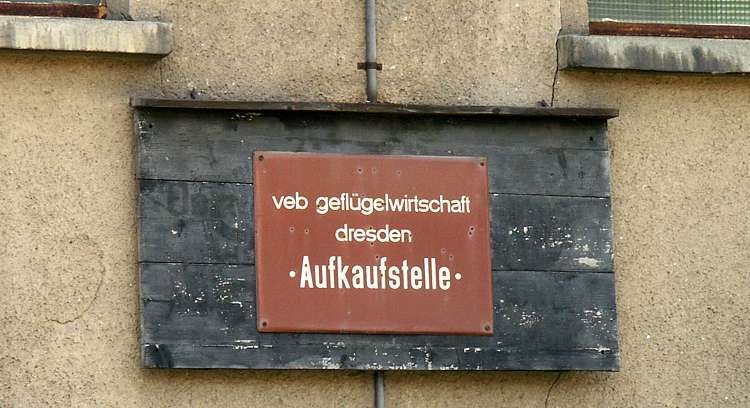 veb geflügelwirtschaft
dresden
·Aufkaufstelle·